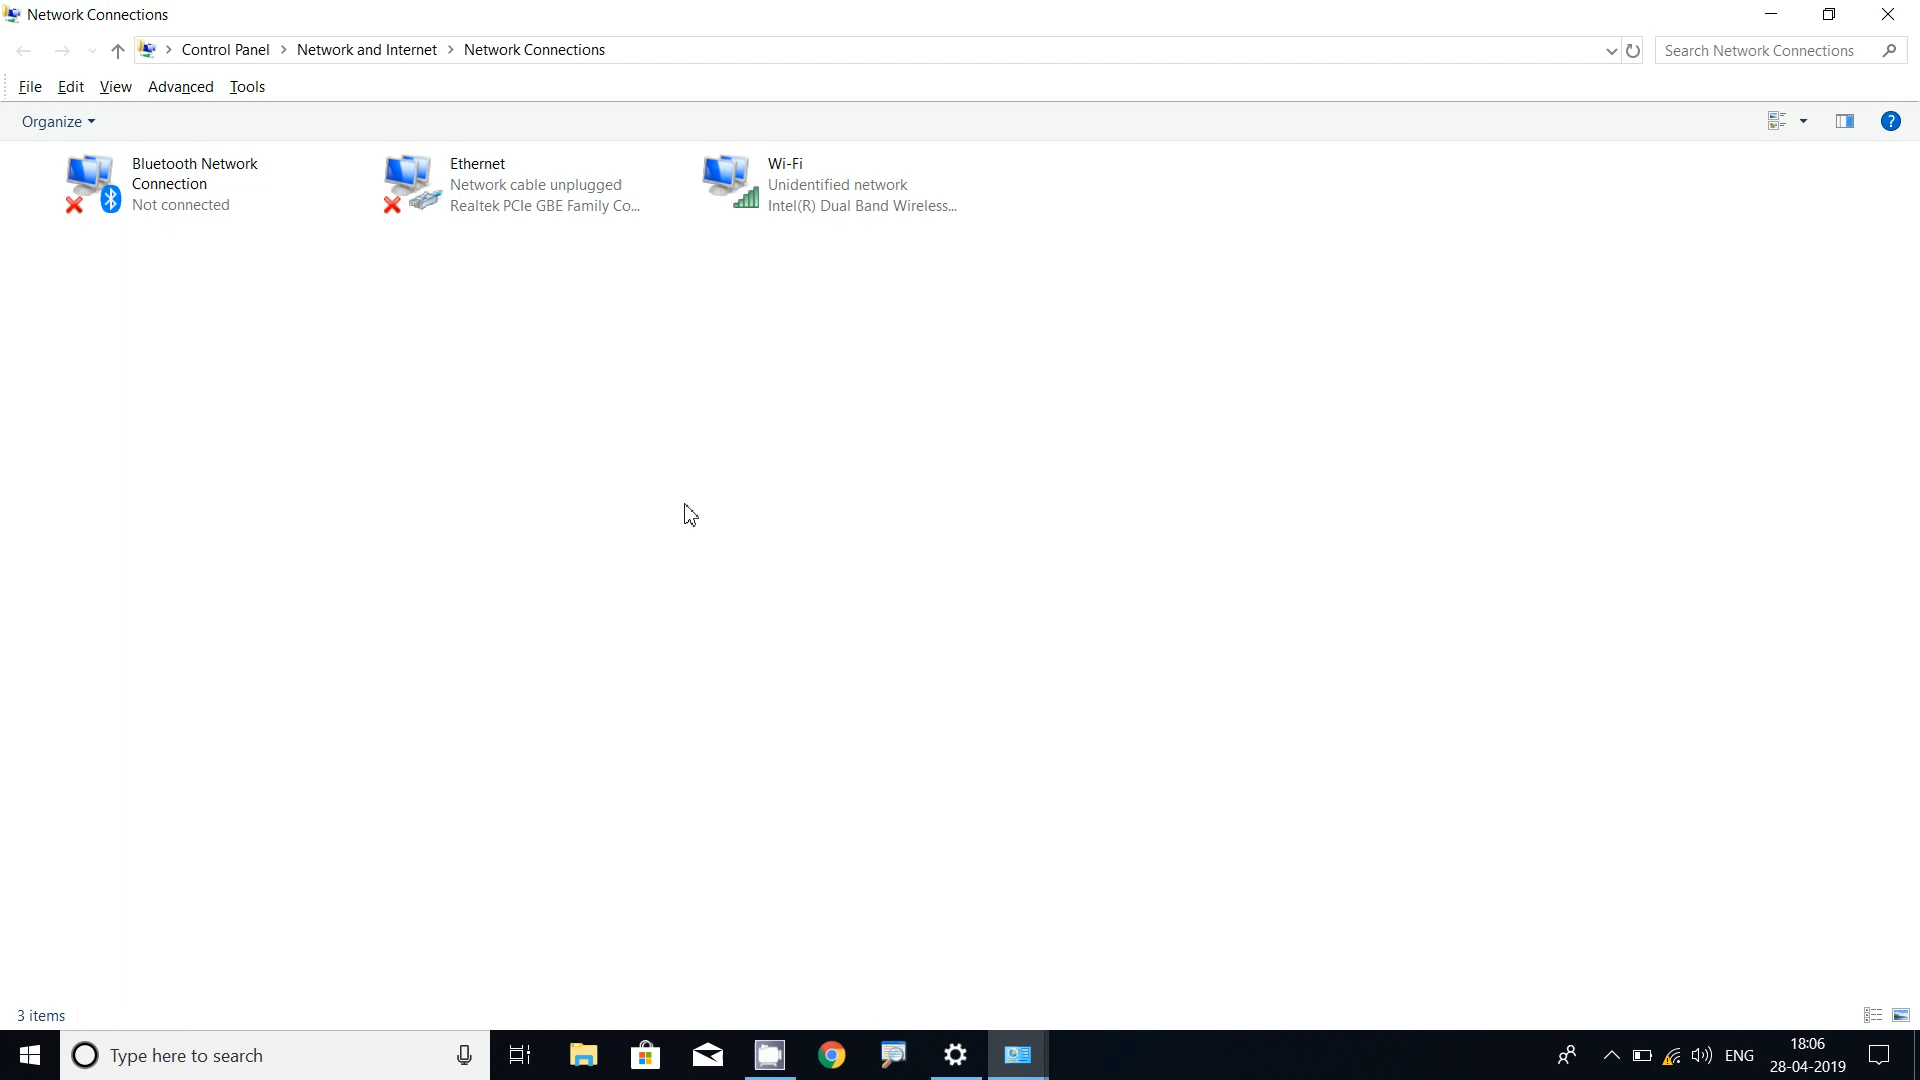 Network Connections
Control Panel > Network and Internet > Network Connections
Search Network Connections
File Edit View Advanced Tools
Organize
?
Bluetooth Network
Connection
Not connected
Ethernet
Network cable unplugged
Realtek PCIe GBE Family Co...
Wi-Fi
Unidentified network
Intel(R) Dual Band Wireless...
3 items
Type here to search
ENG
18:06
28-04-2019